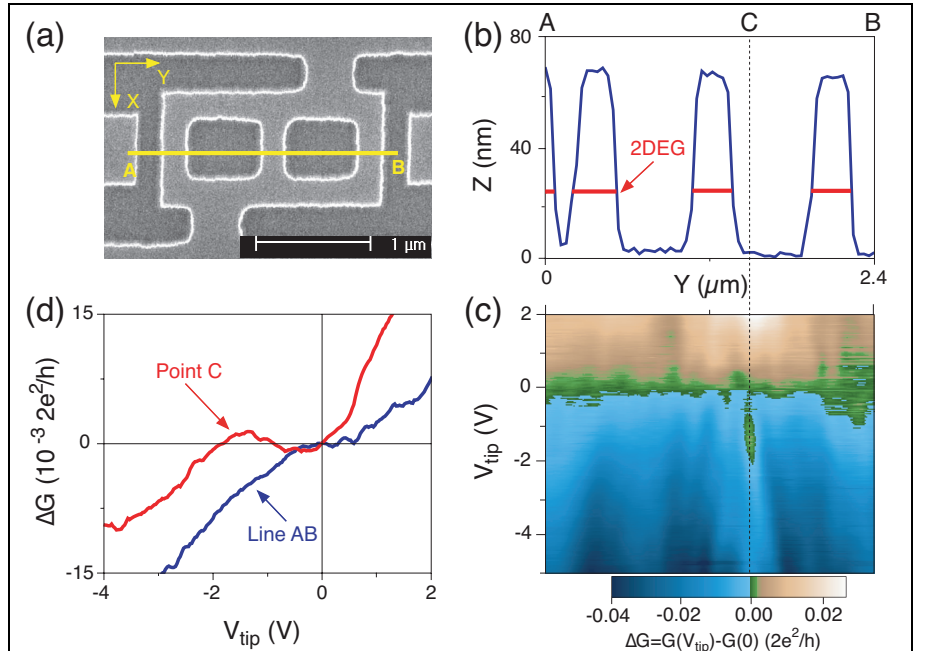 (a)
Y
X
A
B
1 μm
(b)
A C B
80
40
0
Z (nm)
2DEG
0
2.4
Y (μm)
(d)
15
0
-15
ΔG (10⁻³ 2e²/h)
Point C
Line AB
-4
-2
0
2
V_tip (V)
(c)
2
0
-2
-4
V_tip (V)
-0.04
-0.02
0.00
0.02
ΔG=G(V_tip)-G(0) (2e²/h)